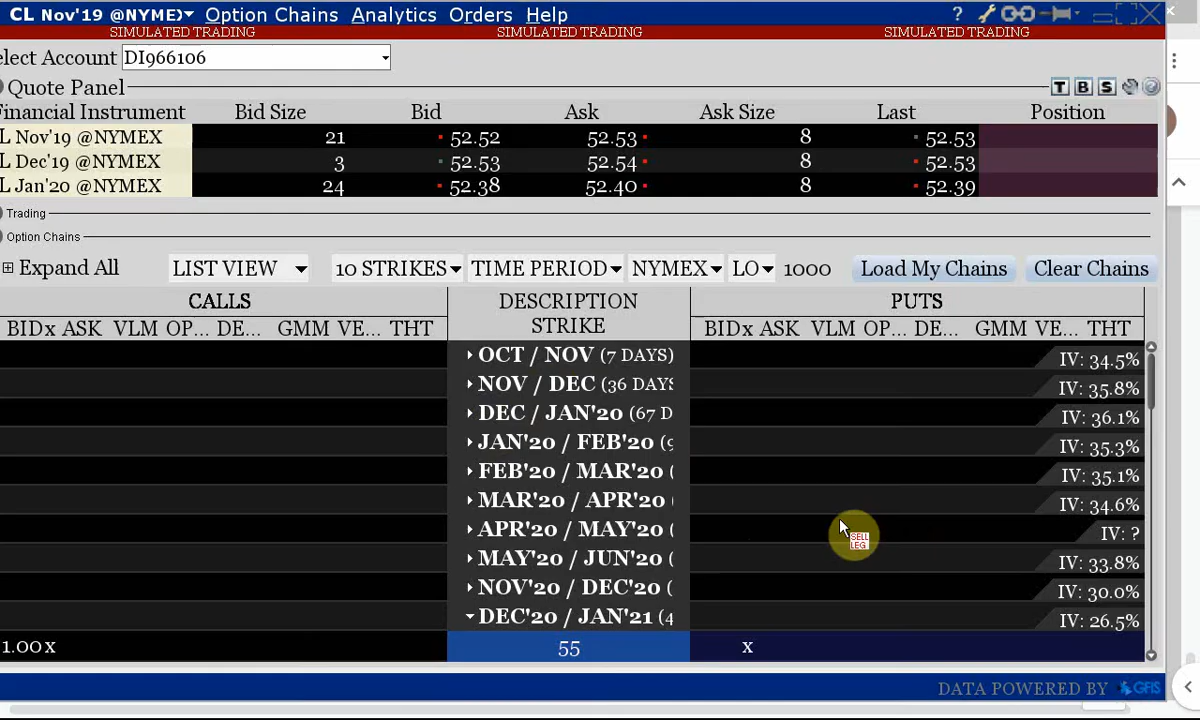 CL Nov'19 @NYME> Option Chains Analytics Orders Help ?
SIMULATED TRADING SIMULATED TRADING SIMULATED TRADING
elect Account DI966106
Quote Panel T B S
Financial Instrument Bid Size Bid Ask Ask Size Last Position
L Nov'19 @NYMEX 21 52.52 52.53 8 52.53
L Dec'19 @NYMEX 3 52.53 52.54 8 52.53
L Jan'20 @NYMEX 24 52.38 52.40 8 52.39
Trading
Option Chains
Expand All LIST VIEW 10 STRIKES TIME PERIOD NYMEX LO 1000 Load My Chains Clear Chains
CALLS DESCRIPTION PUTS
STRIKE
BIDx ASK VLM OP... DE... GMM VE... THT BIDx ASK VLM OP... DE... GMM VE... THT
OCT / NOV (7 DAYS) IV: 34.5%
NOV / DEC (36 DAYS IV: 35.8%
DEC / JAN'20 (67 D IV: 36.1%
JAN'20 / FEB'20 (9 IV: 35.3%
FEB'20 / MAR'20 ( IV: 35.1%
MAR'20 / APR'20 ( IV: 34.6%
APR'20 / MAY'20 ( IV: ?
SELL
LEG
MAY'20 / JUN'20 ( IV: 33.8%
NOV'20 / DEC'20 ( IV: 30.0%
DEC'20 / JAN'21 (4 IV: 26.5%
1.00 x 55 x
DATA POWERED BY GFIS